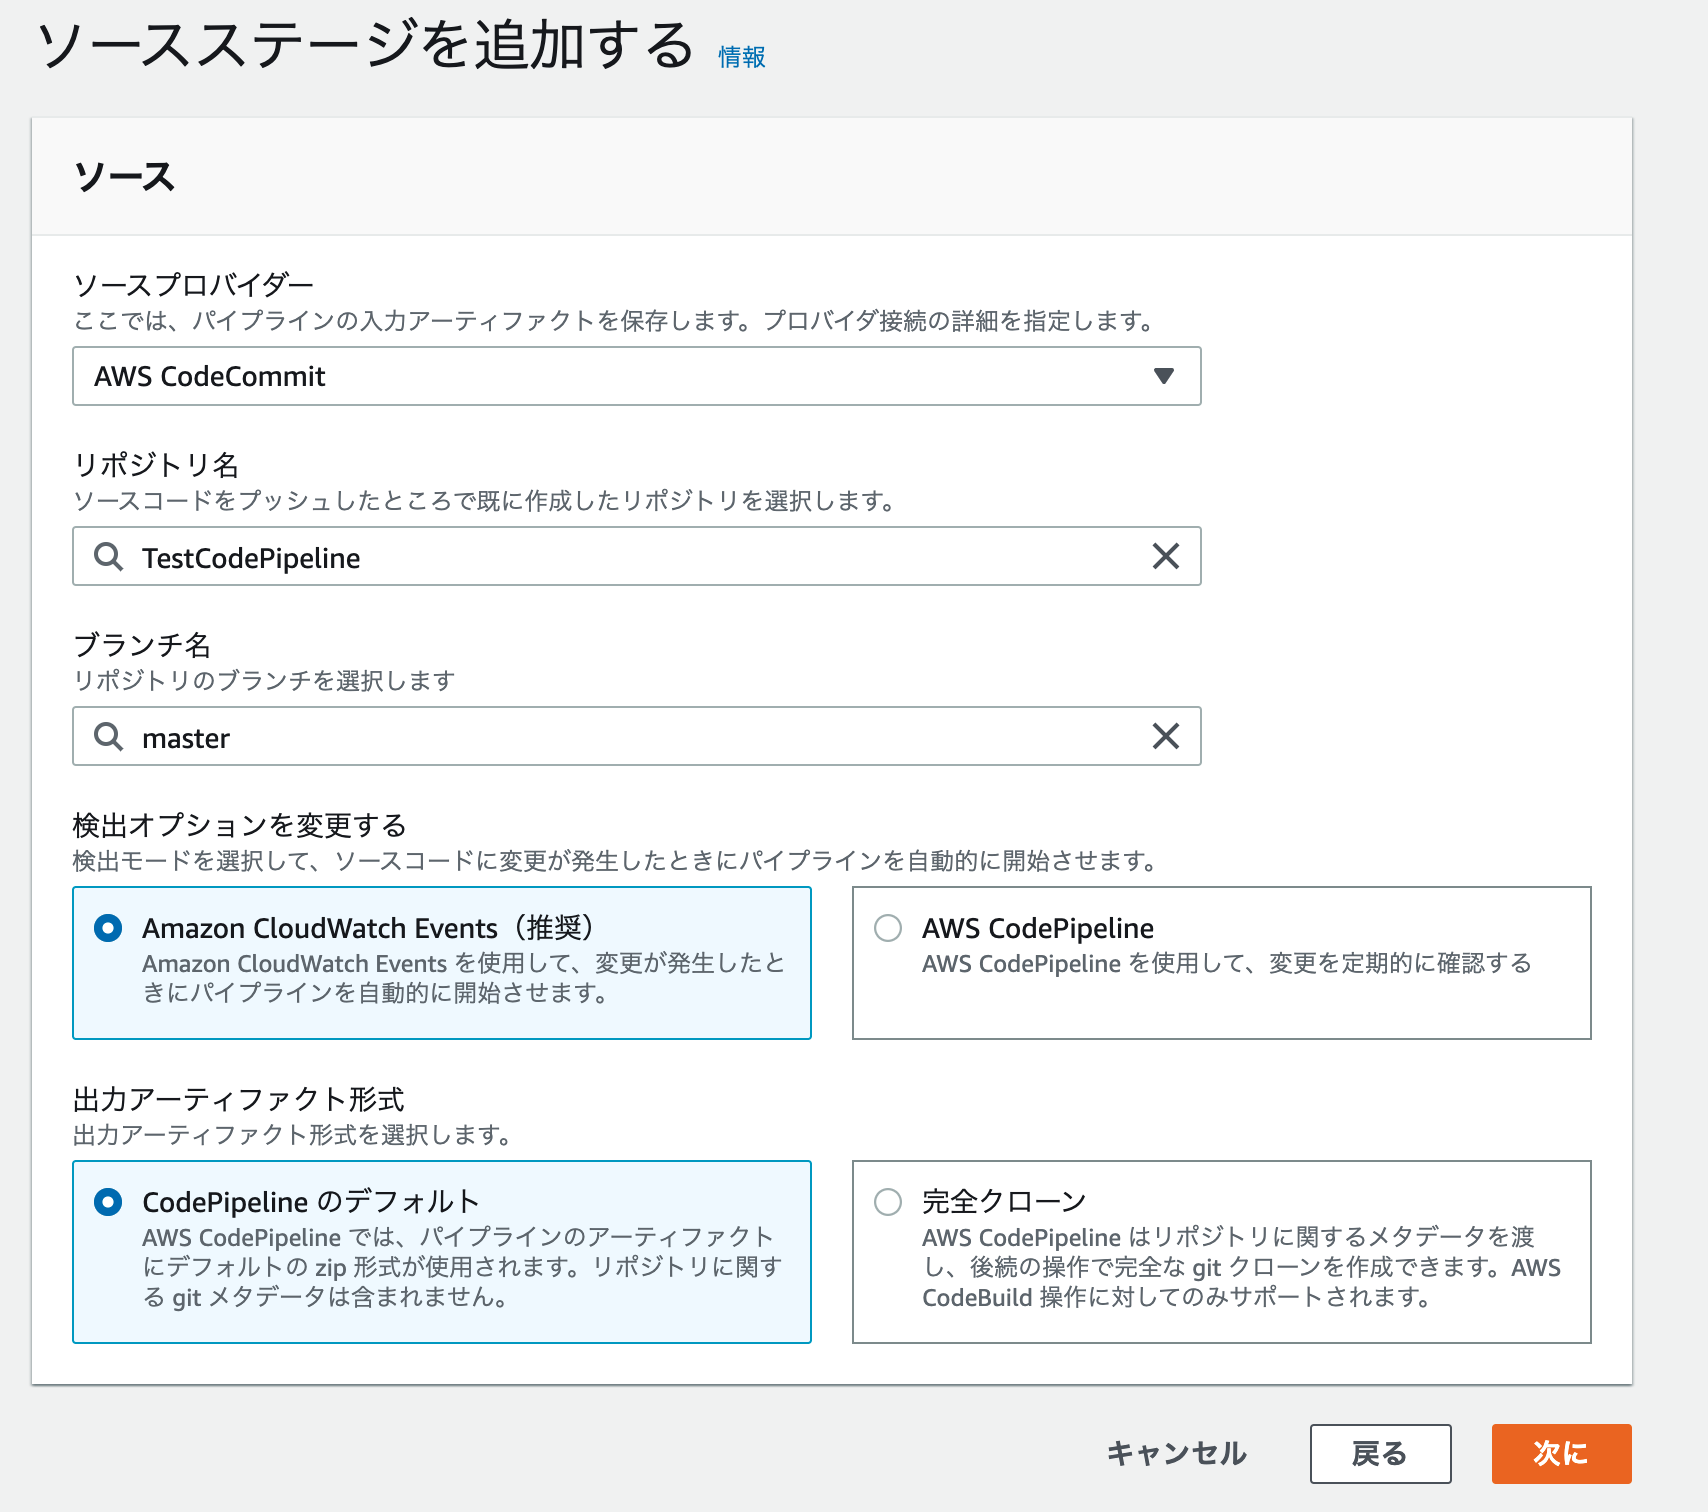 ソースステージを追加する 情報
ソース
ソースプロバイダー
ここでは、パイプラインの入力アーティファクトを保存します。プロバイダ接続の詳細を指定します。
AWS CodeCommit
リポジトリ名
ソースコードをプッシュしたところで既に作成したリポジトリを選択します。
TestCodePipeline
ブランチ名
リポジトリのブランチを選択します
master
検出オプションを変更する
検出モードを選択して、ソースコードに変更が発生したときにパイプラインを自動的に開始させます。
Amazon CloudWatch Events（推奨）
Amazon CloudWatch Events を使用して、変更が発生したと
きにパイプラインを自動的に開始させます。
AWS CodePipeline
AWS CodePipeline を使用して、変更を定期的に確認する
出力アーティファクト形式
出力アーティファクト形式を選択します。
CodePipeline のデフォルト
AWS CodePipeline では、パイプラインのアーティファクト
にデフォルトの zip 形式が使用されます。リポジトリに関す
る git メタデータは含まれません。
完全クローン
AWS CodePipeline はリポジトリに関するメタデータを渡
し、後続の操作で完全な git クローンを作成できます。AWS
CodeBuild 操作に対してのみサポートされます。
キャンセル
戻る
次に